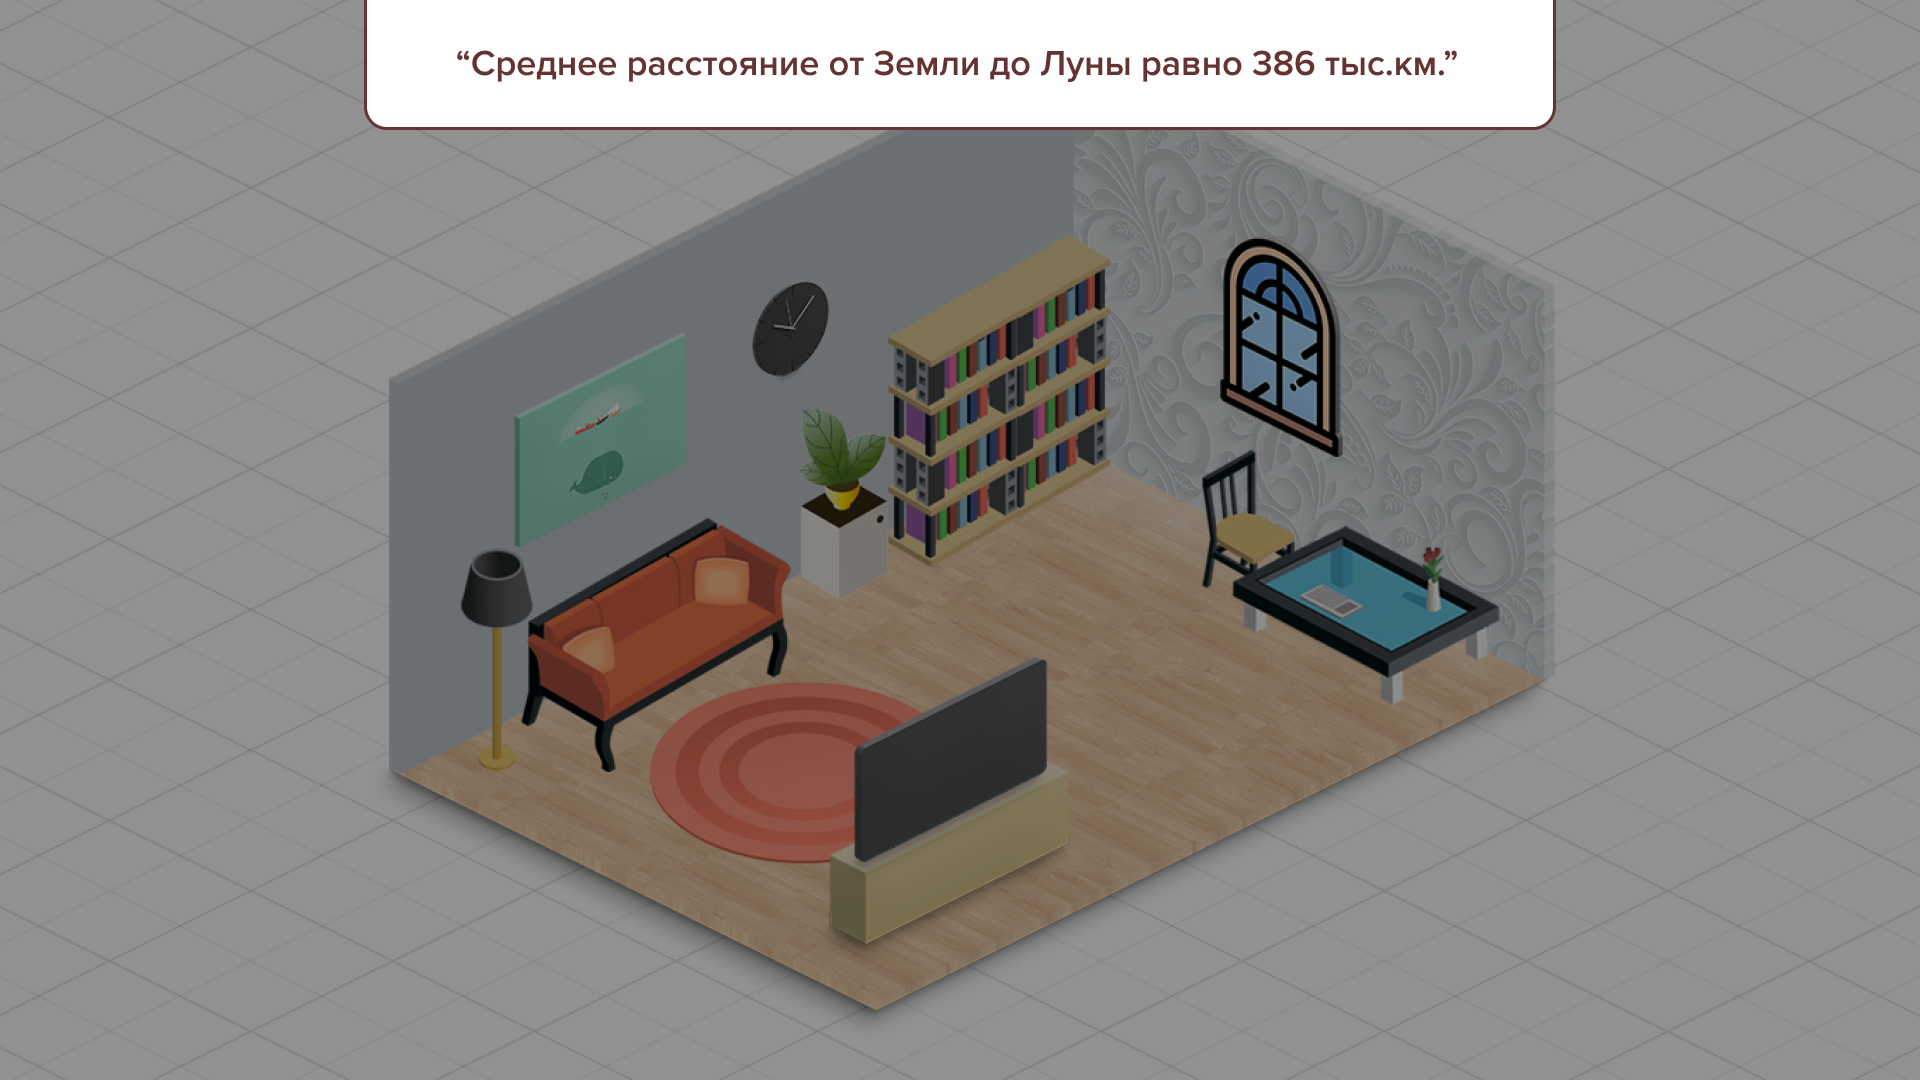 “Среднее расстояние от Земли до Луны равно 386 тыс.км.”